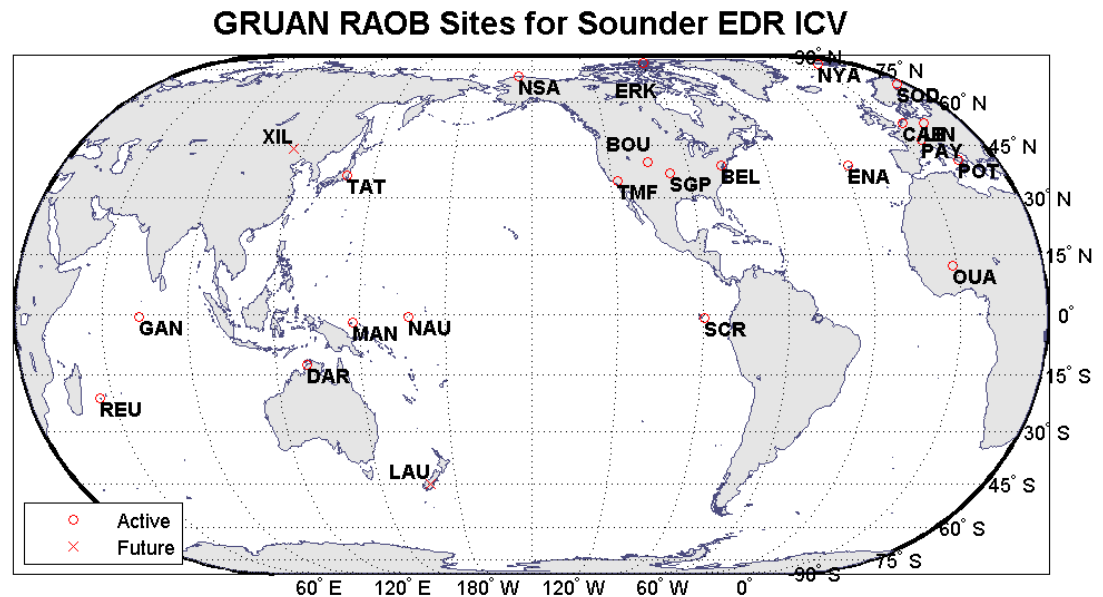 GRUAN RAOB Sites for Sounder EDR ICV
90° N
NYA
75° N
NSA
ERK
SOD
60° N
XIL
BOU
CAB
LIN
45° N
PAY
TAT
TMF
SGP
BEL
ENA
POT
30° N
15° N
OUA
GAN
MAN
NAU
SCR
0°
DAR
15° S
REU
30° S
LAU
45° S
Active
60° S
Future
75° S
-90° S
60° E 120° E 180° W 120° W 60° W 0°